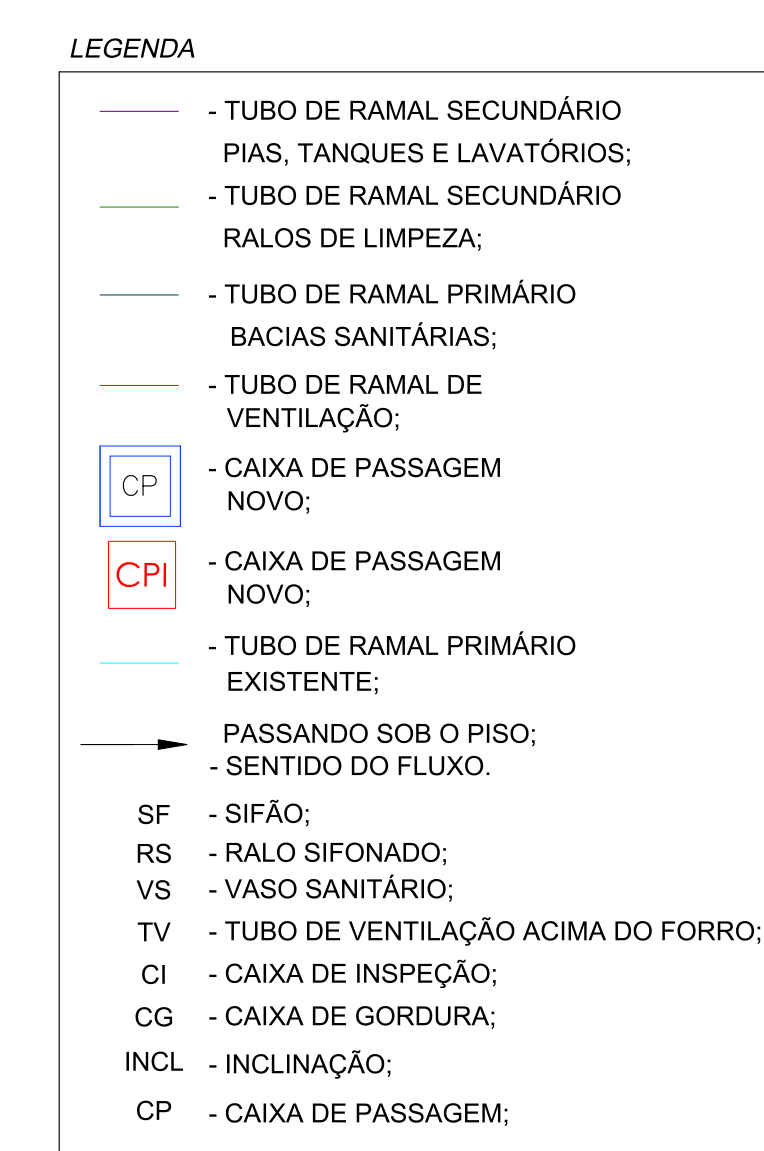 LEGENDA
- TUBO DE RAMAL SECUNDÁRIO
PIAS, TANQUES E LAVATÓRIOS;
- TUBO DE RAMAL SECUNDÁRIO
RALOS DE LIMPEZA;
- TUBO DE RAMAL PRIMÁRIO
BACIAS SANITÁRIAS;
- TUBO DE RAMAL DE
VENTILAÇÃO;
CP - CAIXA DE PASSAGEM
NOVO;
CPI - CAIXA DE PASSAGEM
NOVO;
- TUBO DE RAMAL PRIMÁRIO
EXISTENTE;
PASSANDO SOB O PISO;
- SENTIDO DO FLUXO.
SF - SIFÃO;
RS - RALO SIFONADO;
VS - VASO SANITÁRIO;
TV - TUBO DE VENTILAÇÃO ACIMA DO FORRO;
CI - CAIXA DE INSPEÇÃO;
CG - CAIXA DE GORDURA;
INCL - INCLINAÇÃO;
CP - CAIXA DE PASSAGEM;